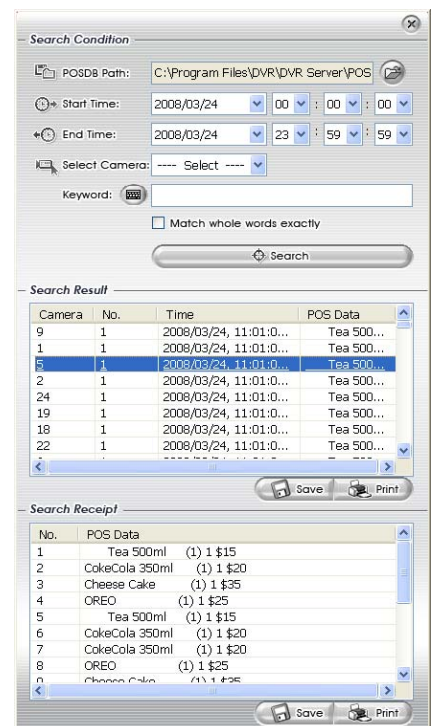 Search Condition
POSDB Path: C:\Program Files\DVR\DVR Server\POS
Start Time: 2008/03/24 00 : 00 : 00
End Time: 2008/03/24 23 : 59 : 59
Select Camera: ---- Select ----
Keyword:
Match whole words exactly
Search
Search Result
Camera No. Time POS Data
9 1 2008/03/24, 11:01:0... Tea 500...
1 1 2008/03/24, 11:01:0... Tea 500...
5 1 2008/03/24, 11:01:0... Tea 500...
2 1 2008/03/24, 11:01:0... Tea 500...
24 1 2008/03/24, 11:01:0... Tea 500...
19 1 2008/03/24, 11:01:0... Tea 500...
18 1 2008/03/24, 11:01:0... Tea 500...
22 1 2008/03/24, 11:01:0... Tea 500...
Save Print
Search Receipt
No. POS Data
1 Tea 500ml (1) 1 $15
2 CokeCola 350ml (1) 1 $20
3 Cheese Cake (1) 1 $35
4 OREO (1) 1 $25
5 Tea 500ml (1) 1 $15
6 CokeCola 350ml (1) 1 $20
7 CokeCola 350ml (1) 1 $20
8 OREO (1) 1 $25
9 Cheese Cake (1) 1 $35
Save Print